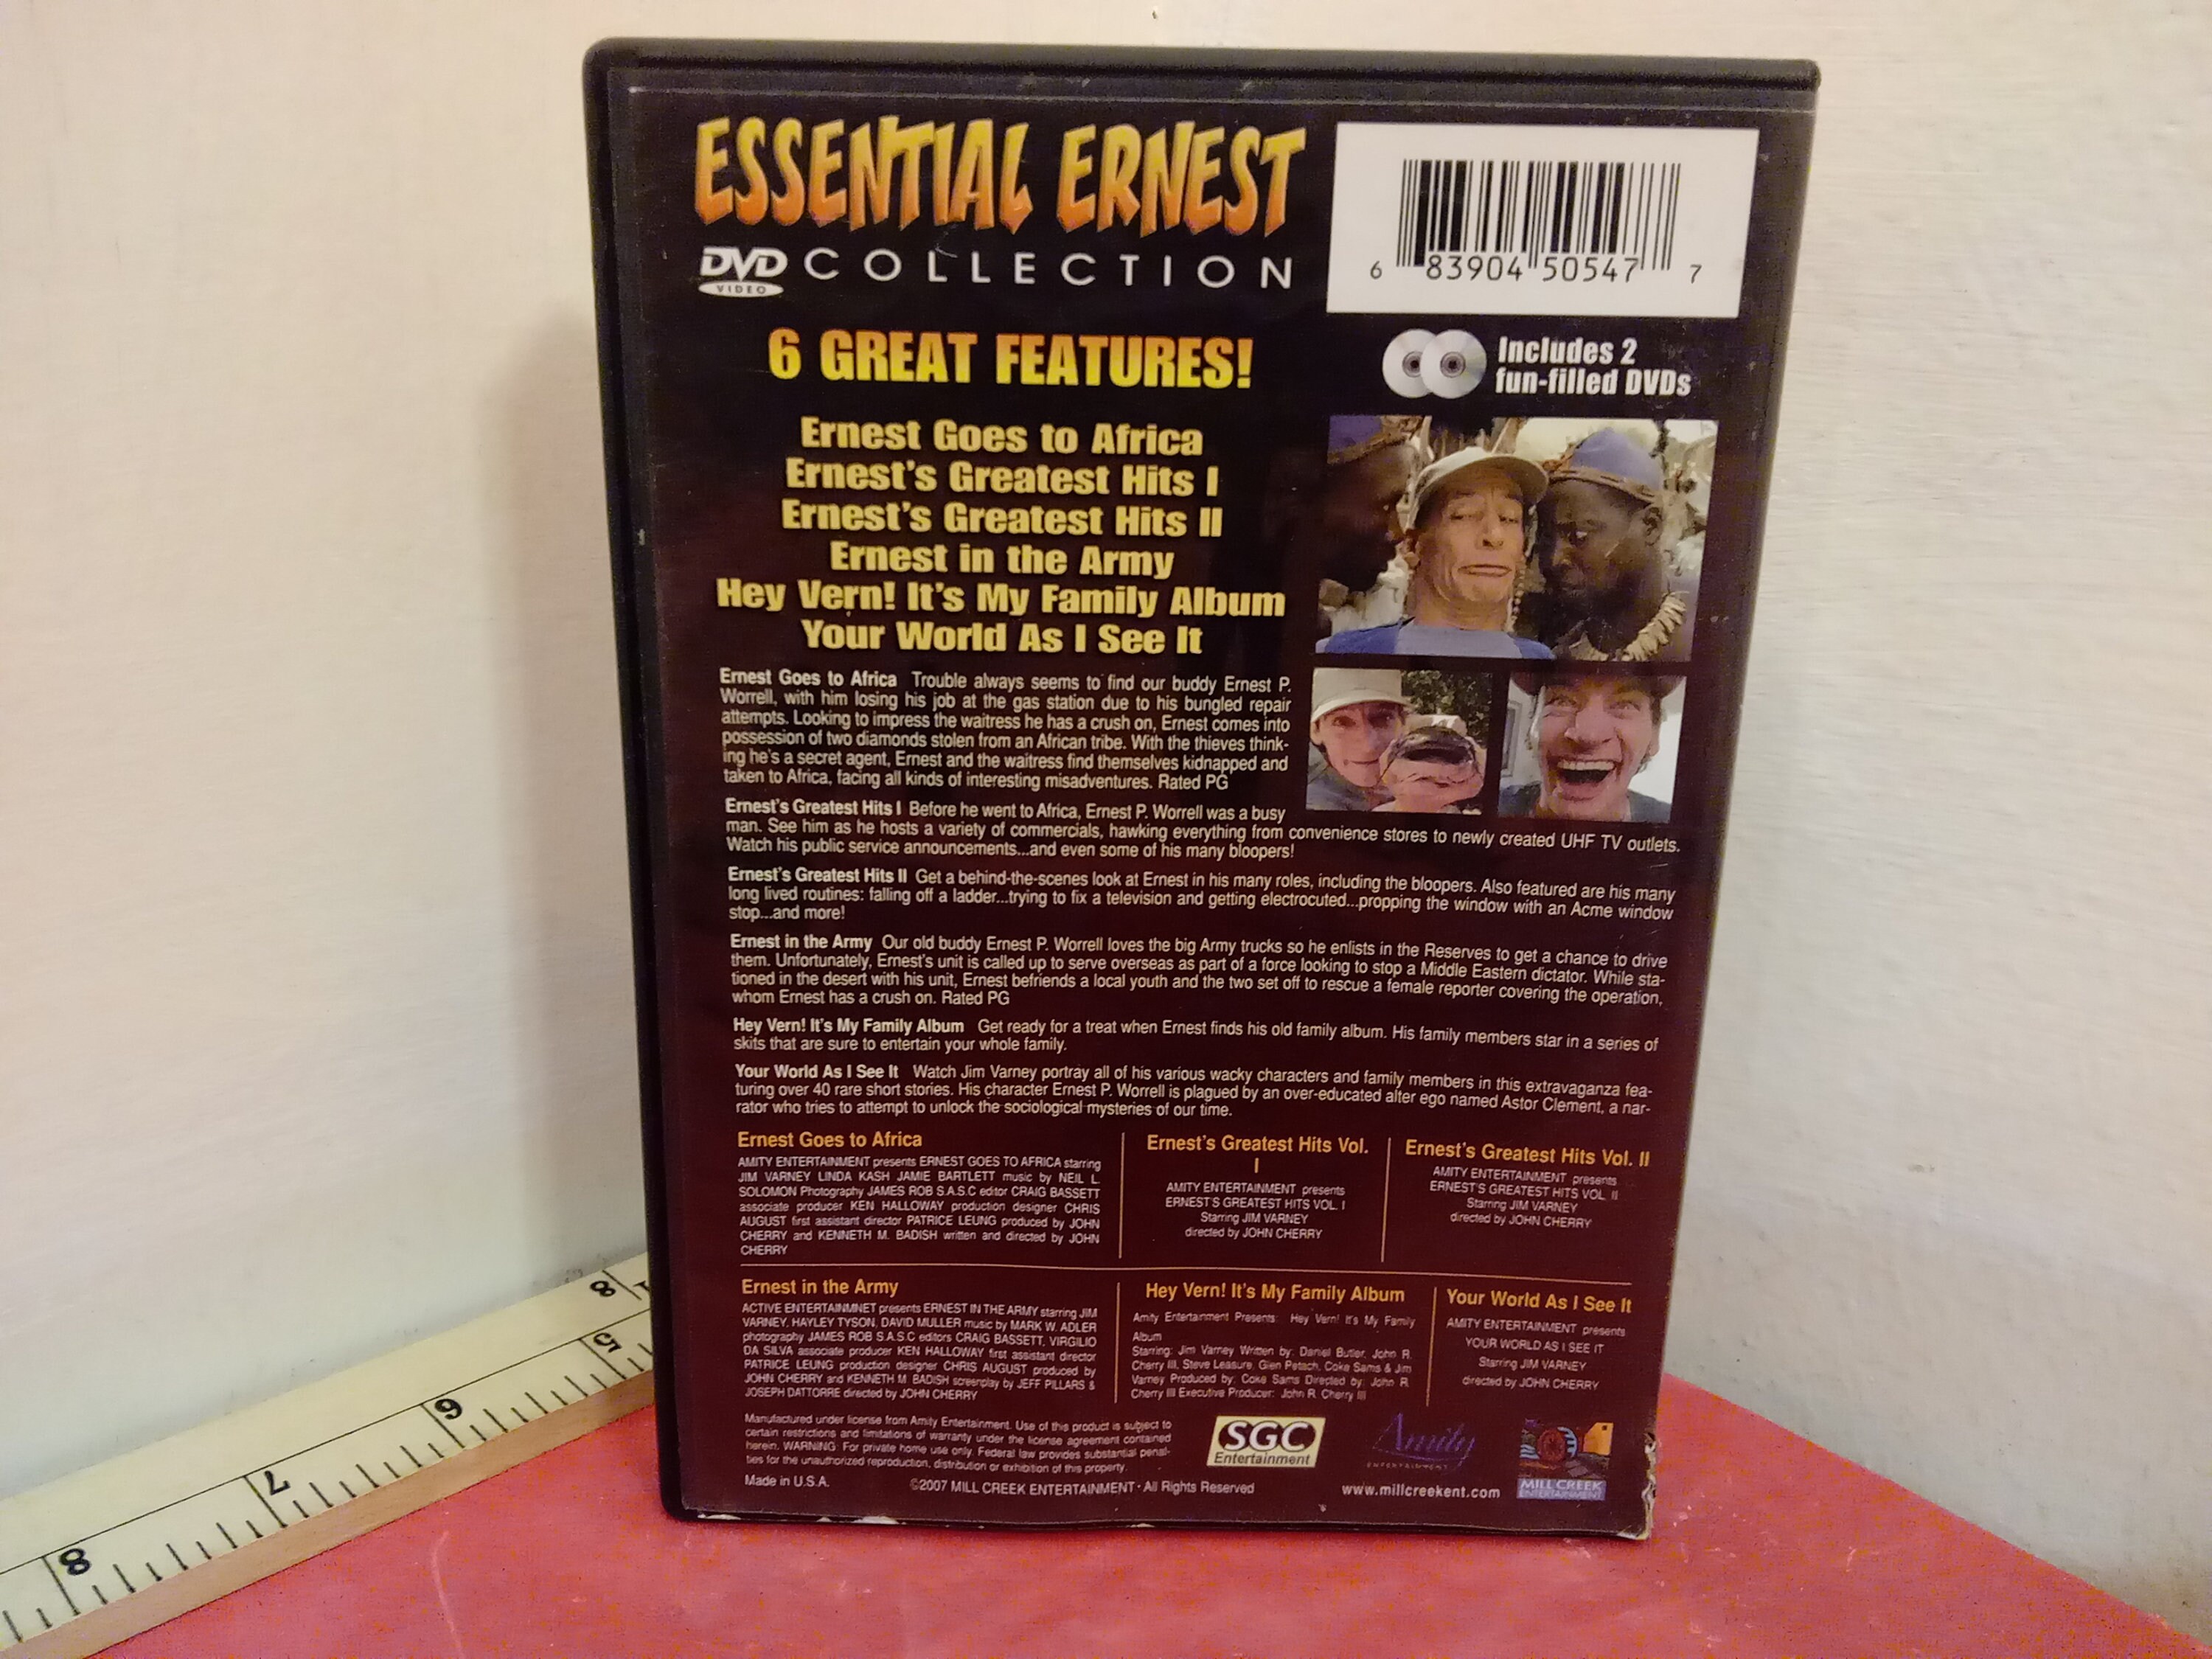 ESSENTIAL ERNEST
DVD VIDEO COLLECTION
6 83904 50547 7
6 GREAT FEATURES!
Includes 2
fun-filled DVDs
Ernest Goes to Africa
Ernest's Greatest Hits I
Ernest's Greatest Hits II
Ernest in the Army
Hey Vern! It's My Family Album
Your World As I See It
Ernest Goes to Africa Trouble always seems to find our buddy Ernest P.
Worrell, with him losing his job at the gas station due to his bungled repair
attempts. Looking to impress the waitress he has a crush on, Ernest comes into
possession of two diamonds stolen from an African tribe. With the thieves think-
ing he's a secret agent, Ernest and the waitress find themselves kidnapped and
taken to Africa, facing all kinds of interesting misadventures. Rated PG
Ernest's Greatest Hits I Before he went to Africa, Ernest P. Worrell was a busy
man. See him as he hosts a variety of commercials, hawking everything from convenience stores to newly created UHF TV outlets.
Watch his public service announcements...and even some of his many bloopers!
Ernest's Greatest Hits II Get a behind-the-scenes look at Ernest in his many roles, including the bloopers. Also featured are his many
long lived routines: falling off a ladder...trying to fix a television and getting electrocuted...propping the window with an Acme window
stop...and more!
Ernest in the Army Our old buddy Ernest P. Worrell loves the big Army trucks so he enlists in the Reserves to get a chance to drive
them. Unfortunately, Ernest's unit is called up to serve overseas as part of a force looking to stop a Middle Eastern dictator. While sta-
tioned in the desert with his unit, Ernest befriends a local youth and the two set off to rescue a female reporter covering the operation,
whom Ernest has a crush on. Rated PG
Hey Vern! It's My Family Album Get ready for a treat when Ernest finds his old family album. His family members star in a series of
skits that are sure to entertain your whole family.
Your World As I See It Watch Jim Varney portray all of his various wacky characters and family members in this extravaganza fea-
turing over 40 rare short stories. His character Ernest P. Worrell is plagued by an over-educated alter ego named Astor Clement, a nar-
rator who tries to attempt to unlock the sociological mysteries of our time.
Ernest Goes to Africa
AMITY ENTERTAINMENT presents ERNEST GOES TO AFRICA starring
JIM VARNEY LINDA KASH JAMIE BARTLETT music by NEIL L.
SOLOMON Photography JAMES ROB S.A.S.C editor CRAIG BASSETT
associate producer KEN HALLOWAY production designer CHRIS
AUGUST first assistant director PATRICE LEUNG produced by JOHN
CHERRY and KENNETH M. BADISH written and directed by JOHN
CHERRY
Ernest's Greatest Hits Vol.
I
AMITY ENTERTAINMENT presents
ERNEST'S GREATEST HITS VOL. I
Starring JIM VARNEY
directed by JOHN CHERRY
Ernest's Greatest Hits Vol. II
AMITY ENTERTAINMENT presents
ERNEST'S GREATEST HITS VOL. II
Starring JIM VARNEY
directed by JOHN CHERRY
Ernest in the Army
ACTIVE ENTERTAINMNET presents ERNEST IN THE ARMY starring JIM
VARNEY, HAYLEY TYSON, DAVID MULLER music by MARK W. ADLER
photography JAMES ROB S.A.S.C editors CRAIG BASSETT, VIRGILIO
DA SILVA associate producer KEN HALLOWAY first assistant director
PATRICE LEUNG production designer CHRIS AUGUST produced by
JOHN CHERRY and KENNETH M. BADISH screenplay by JEFF PILLARS &
JOSEPH DATTORRE directed by JOHN CHERRY
Hey Vern! It's My Family Album
Amity Entertainment Presents: Hey Vern! It's My Family
Album
Starring: Jim Varney Written by: Daniel Butler, John R.
Cherry III, Steve Leasure, Glen Petach, Coke Sams & Jim
Varney Produced by: Coke Sams Directed by: John R.
Cherry III Executive Producer: John R. Cherry III
Your World As I See It
AMITY ENTERTAINMENT presents
YOUR WORLD AS I SEE IT
Starring JIM VARNEY
directed by JOHN CHERRY
Manufactured under license from Amity Entertainment. Use of this product is subject to
certain restrictions and limitations of warranty under the license agreement contained
herein. WARNING: For private home use only. Federal law provides substantial penal-
ties for the unauthorized reproduction, distribution or exhibition of this property.
Made in U.S.A.
©2007 MILL CREEK ENTERTAINMENT · All Rights Reserved
SGC
Entertainment
Amity
ENTERTAINMENT
www.millcreekent.com
MILL CREEK
ENTERTAINMENT
8
5
6
7
8